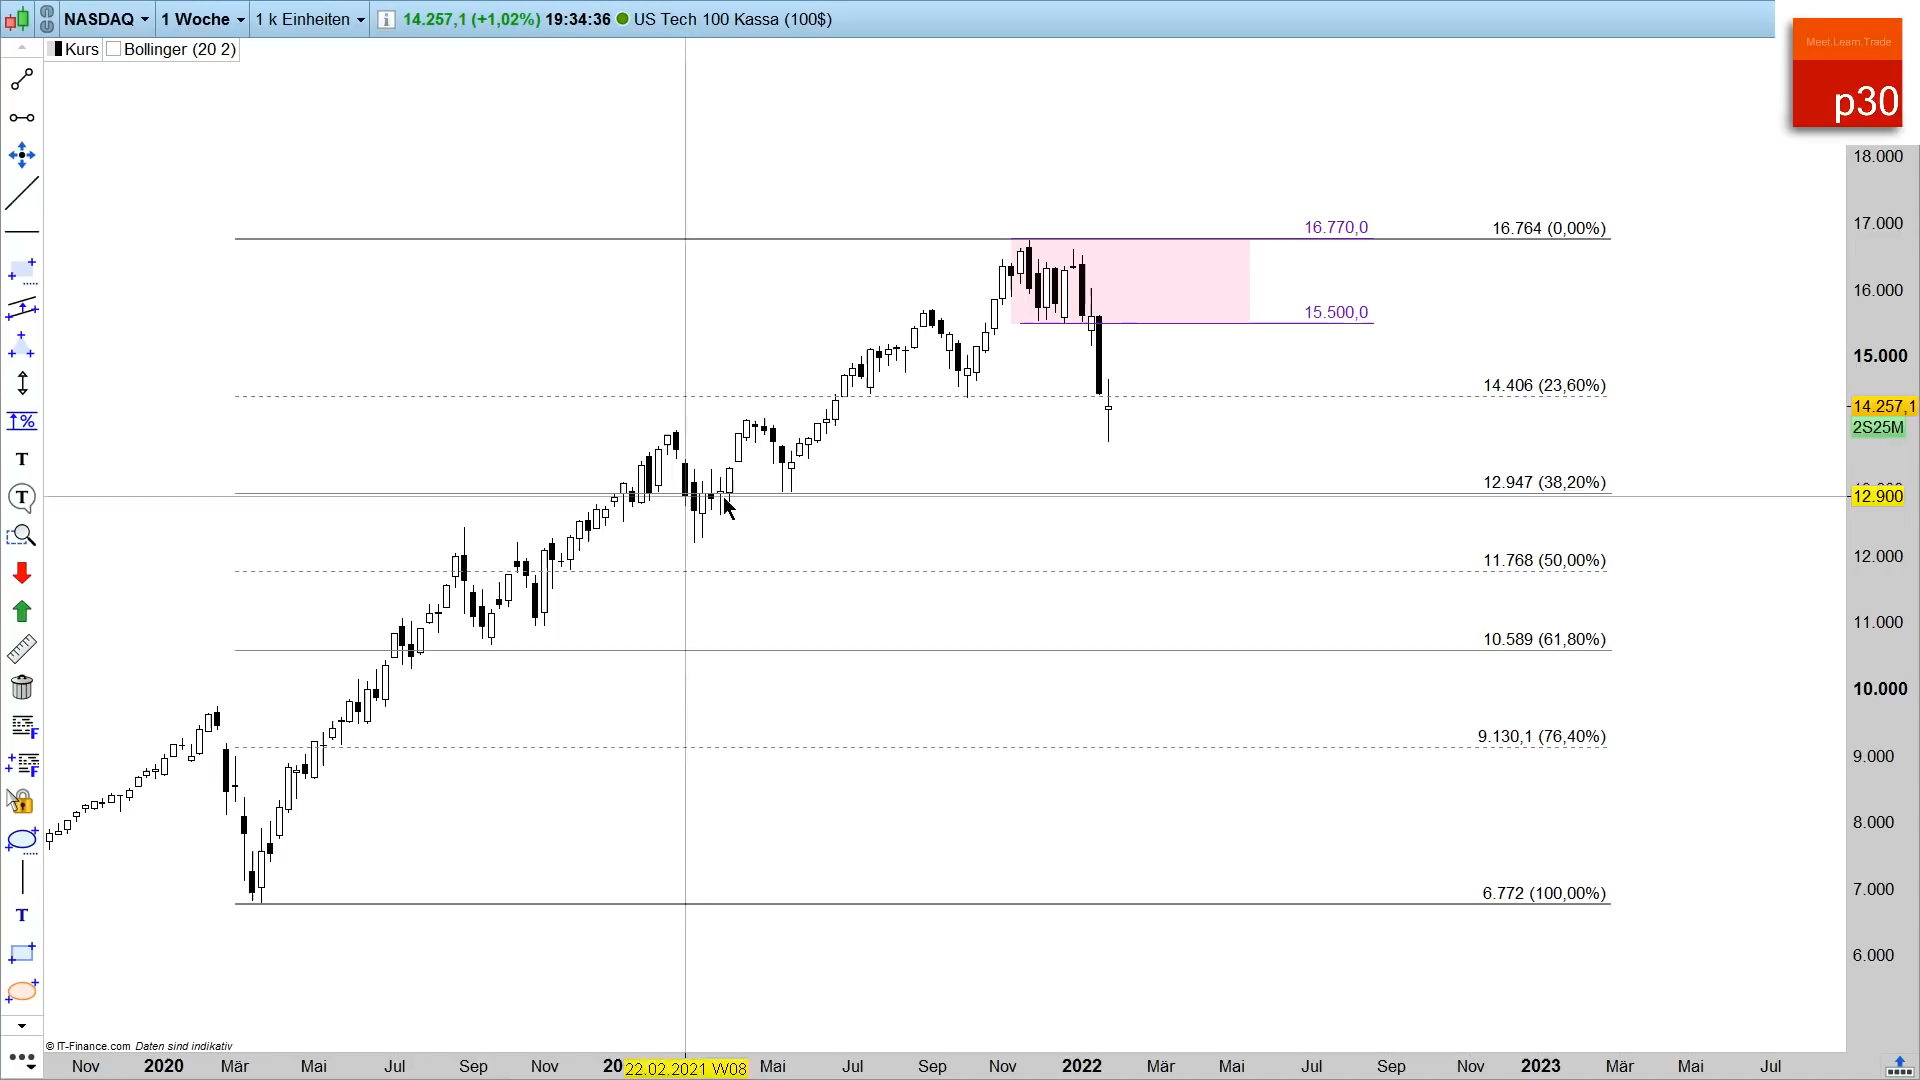 NASDAQ 1 Woche 1 k Einheiten 14.257,1 (+1,02%) 19:34:36 US Tech 100 Kassa (100$)
Kurs Bollinger (20 2)
Meet.Learn.Trade
p30
18.000
17.000
16.000
15.000
14.257,1
2S25M
12.900
12.000
11.000
10.000
9.000
8.000
7.000
6.000
16.770,0
16.764 (0,00%)
15.500,0
14.406 (23,60%)
12.947 (38,20%)
11.768 (50,00%)
10.589 (61,80%)
9.130,1 (76,40%)
6.772 (100,00%)
T
T
T
© IT-Finance.com Daten sind indikativ
Nov 2020 Mär Mai Jul Sep Nov 20 22.02.2021 W08 Mai Jul Sep Nov 2022 Mär Mai Jul Sep Nov 2023 Mär Mai Jul